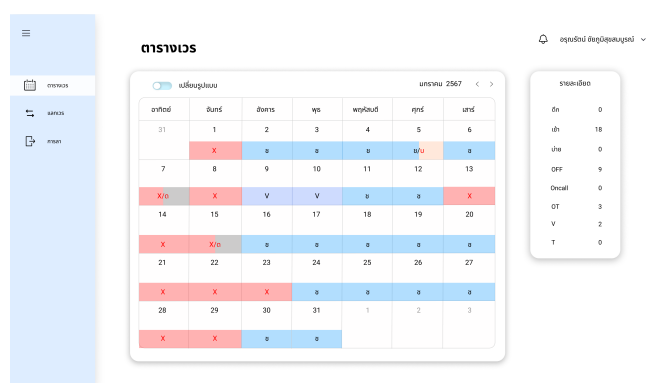 ตารางเวร
อรุณรัตน์ ชัยภูมิสุขสมบูรณ์
ตารางเวร
แลกเวร
การลา
เปลี่ยนรูปแบบ
มกราคม 2567
อาทิตย์ จันทร์ อังคาร พุธ พฤหัสบดี ศุกร์ เสาร์
31 1 2 3 4 5 6
X ช ช ช ช/บ ช
7 8 9 10 11 12 13
X/ด X V V ช ช X
14 15 16 17 18 19 20
X X/ด ช ช ช ช ช
21 22 23 24 25 26 27
X X X ช ช ช ช
28 29 30 31 1 2 3
X X ช ช
รายละเอียด
ดึก 0
เช้า 18
บ่าย 0
OFF 9
Oncall 0
OT 3
V 2
T 0